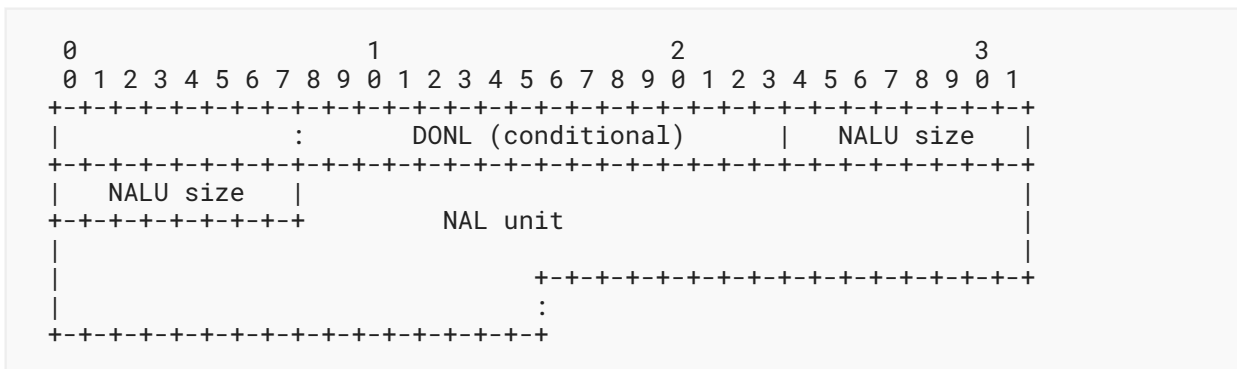 0                   1                   2                   3
 0 1 2 3 4 5 6 7 8 9 0 1 2 3 4 5 6 7 8 9 0 1 2 3 4 5 6 7 8 9 0 1
+-+-+-+-+-+-+-+-+-+-+-+-+-+-+-+-+-+-+-+-+-+-+-+-+-+-+-+-+-+-+-+-+
|               :       DONL (conditional)      |   NALU size   |
+-+-+-+-+-+-+-+-+-+-+-+-+-+-+-+-+-+-+-+-+-+-+-+-+-+-+-+-+-+-+-+-+
|   NALU size   |                                               |
+-+-+-+-+-+-+-+-+         NAL unit                              |
|                                                               |
|                               +-+-+-+-+-+-+-+-+-+-+-+-+-+-+-+-+
|                               :
+-+-+-+-+-+-+-+-+-+-+-+-+-+-+-+-+